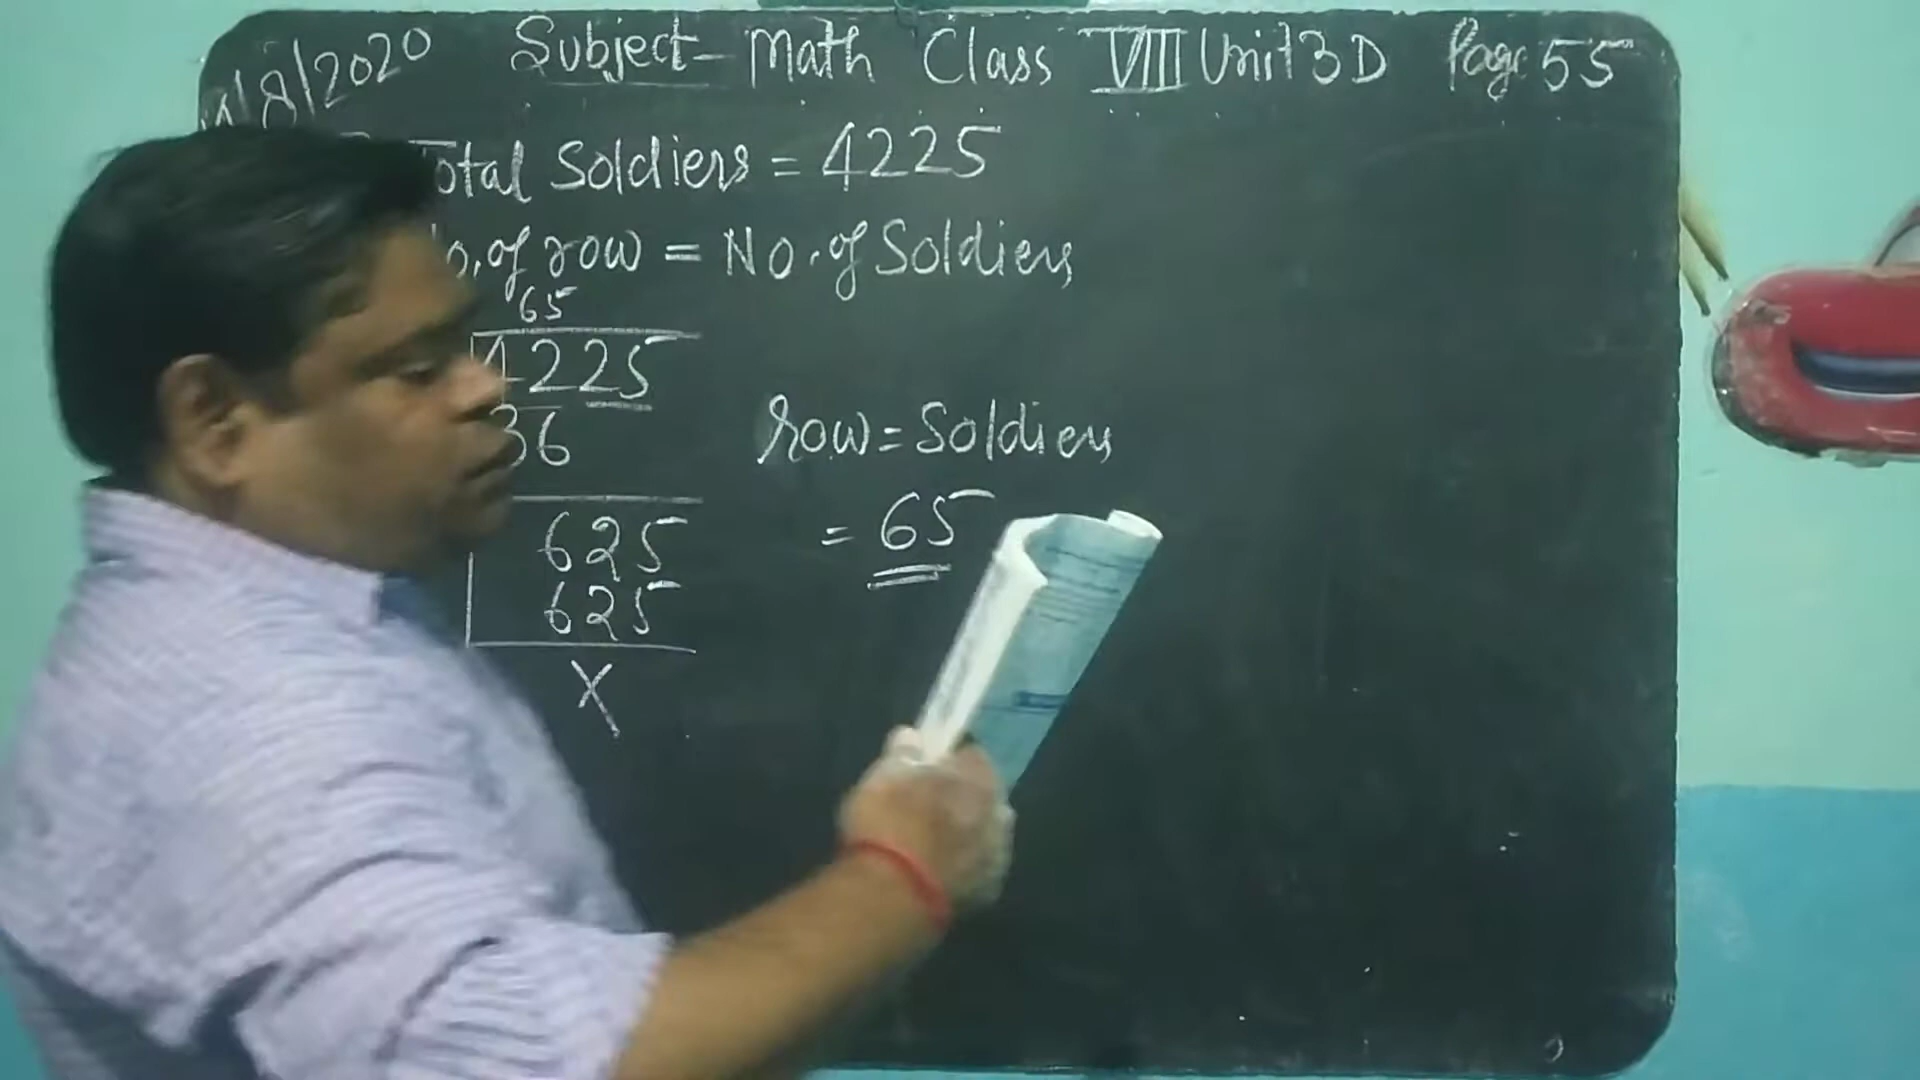 /8/2020 Subject - Math Class VIII Unit 3D Page 55
Total Soldiers = 4225
No. of row = No. of Soldiers
65
4225
36
row = Soldiers
= 65
625
625
X